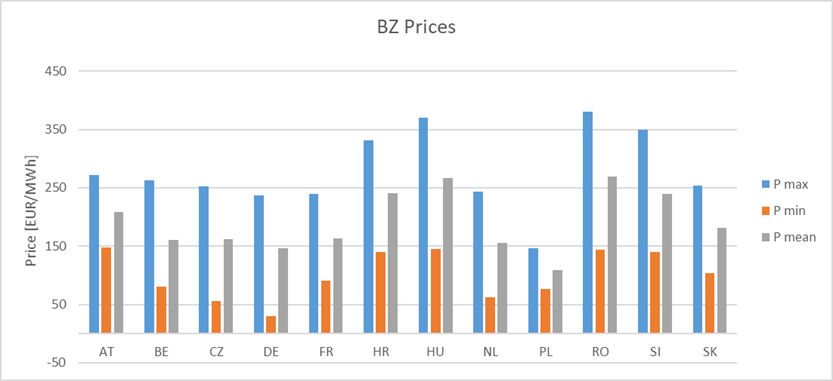 BZ Prices
Price [EUR/MWh]
450
350
250
150
50
-50
AT BE CZ DE FR HR HU NL PL RO SI SK
P max
P min
P mean